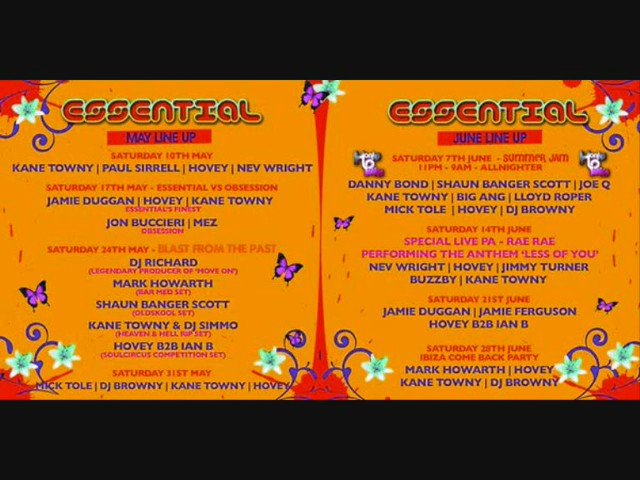 ESSENTIAL
MAY LINE UP
SATURDAY 10TH MAY
KANE TOWNY | PAUL SIRRELL | HOVEY | NEV WRIGHT
SATURDAY 17TH MAY - ESSENTIAL VS OBSESSION
JAMIE DUGGAN | HOVEY | KANE TOWNY
ESSENTIAL'S FINEST
JON BUCCIERI | MEZ
OBSESSION
SATURDAY 24TH MAY - BLAST FROM THE PAST
DJ RICHARD
(LEGENDARY PRODUCER OF 'MOVE ON')
MARK HOWARTH
(BAR MED SET)
SHAUN BANGER SCOTT
(OLDSKOOL SET)
KANE TOWNY & DJ SIMMO
(HEAVEN & HELL RIP SET)
HOVEY B2B IAN B
(SOULCIRCUS COMPETITION SET)
SATURDAY 31ST MAY
MICK TOLE | DJ BROWNY | KANE TOWNY | HOVEY
ESSENTIAL
JUNE LINE UP
SATURDAY 7TH JUNE - SUMMER JAM
11PM - 9AM - ALLNIGHTER
DANNY BOND | SHAUN BANGER SCOTT | JOE Q
KANE TOWNY | BIG ANG | LLOYD ROPER
MICK TOLE | HOVEY | DJ BROWNY
SATURDAY 14TH JUNE
SPECIAL LIVE PA - RAE RAE
PERFORMING THE ANTHEM 'LESS OF YOU'
NEV WRIGHT | HOVEY | JIMMY TURNER
BUZZBY | KANE TOWNY
SATURDAY 21ST JUNE
JAMIE DUGGAN | JAMIE FERGUSON
HOVEY B2B IAN B
SATURDAY 28TH JUNE
IBIZA COME BACK PARTY
MARK HOWARTH | HOVEY
KANE TOWNY | DJ BROWNY